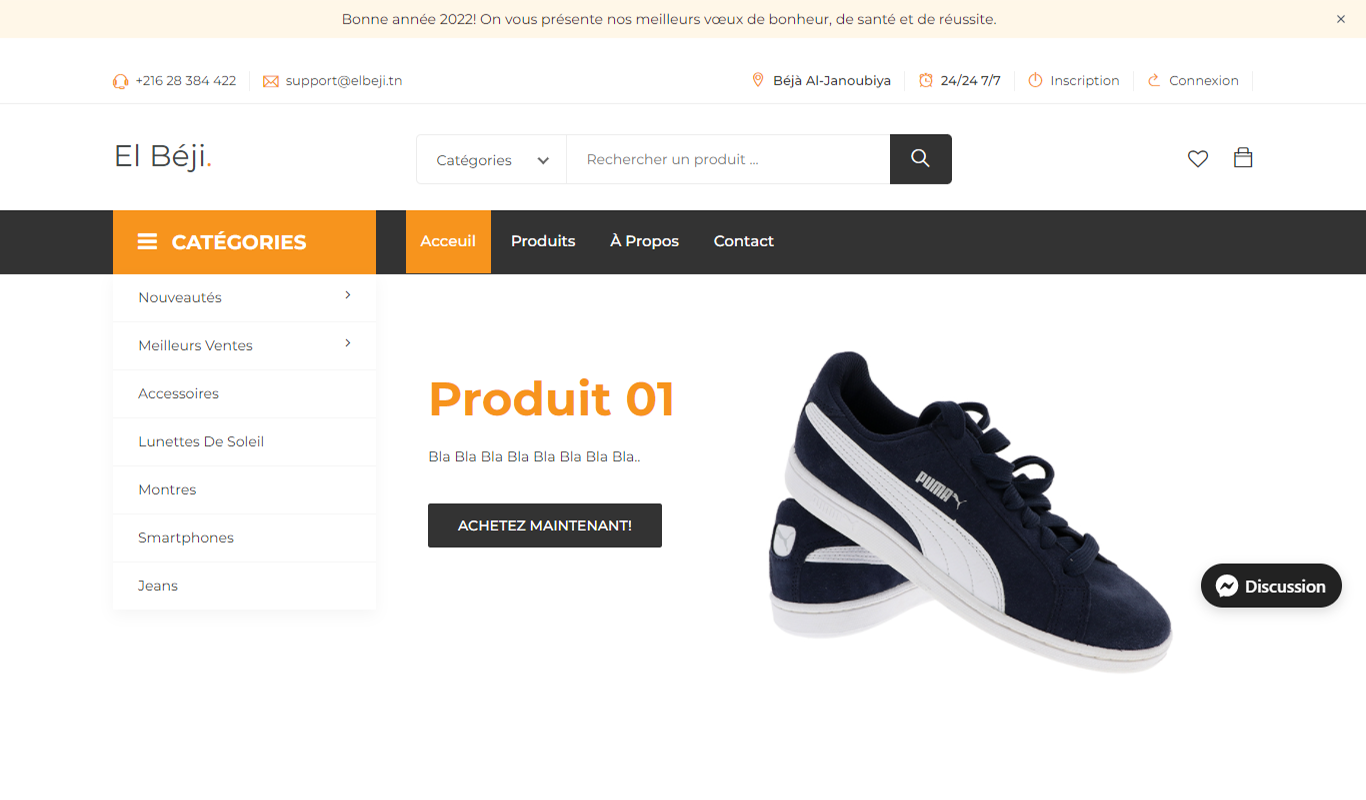 Bonne année 2022! On vous présente nos meilleurs vœux de bonheur, de santé et de réussite.
×
+216 28 384 422
support@elbeji.tn
Béjà Al-Janoubiya
24/24 7/7
Inscription
Connexion
El Béji.
Catégories
Rechercher un produit ...
CATÉGORIES
Acceuil
Produits
À Propos
Contact
Nouveautés
Meilleurs Ventes
Accessoires
Lunettes De Soleil
Montres
Smartphones
Jeans
Produit 01
Bla Bla Bla Bla Bla Bla Bla Bla..
ACHETEZ MAINTENANT!
PUMA
Discussion